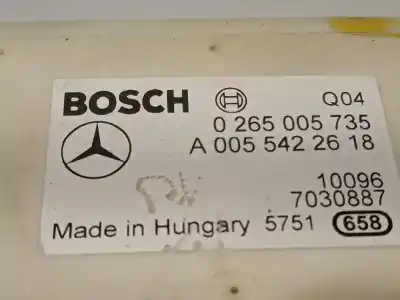 BOSCH Q04
0 265 005 735
A 005 542 26 18
10096
7030887
Made in Hungary 5751 658